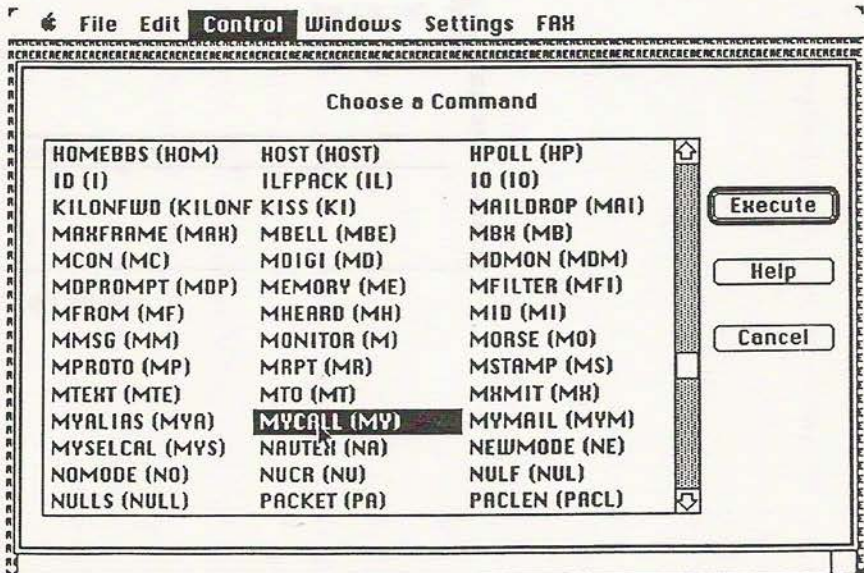 File Edit Control Windows Settings FAX
Choose a Command
HOMEBBS (HOM) HOST (HOST) HPOLL (HP)
ID (I) ILFPACK (IL) IO (IO)
KILONFWD (KILONF KISS (KI) MAILDROP (MAI)
MAXFRAME (MAX) MBELL (MBE) MBX (MB)
MCON (MC) MDIGI (MD) MDMON (MDM)
MDPROMPT (MDP) MEMORY (ME) MFILTER (MFI)
MFROM (MF) MHEARD (MH) MID (MI)
MMSG (MM) MONITOR (M) MORSE (MO)
MPROTO (MP) MRPT (MR) MSTAMP (MS)
MTEXT (MTE) MTO (MT) MXMIT (MX)
MYALIAS (MYA) MYCALL (MY) MYMAIL (MYM)
MYSELCAL (MYS) NAVTEX (NA) NEWMODE (NE)
NOMODE (NO) NUCR (NU) NULF (NUL)
NULLS (NULL) PACKET (PA) PACLEN (PACL)
Execute
Help
Cancel